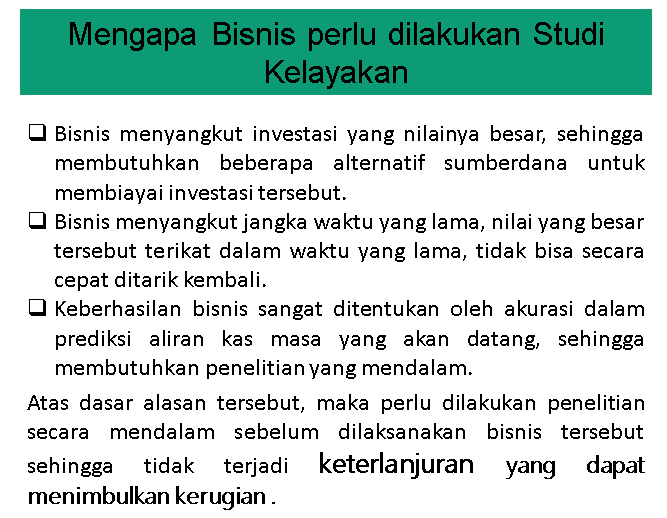 Mengapa Bisnis perlu dilakukan Studi
Kelayakan
Bisnis menyangkut investasi yang nilainya besar, sehingga
membutuhkan beberapa alternatif sumberdana untuk
membiayai investasi tersebut.
Bisnis menyangkut jangka waktu yang lama, nilai yang besar
tersebut terikat dalam waktu yang lama, tidak bisa secara
cepat ditarik kembali.
Keberhasilan bisnis sangat ditentukan oleh akurasi dalam
prediksi aliran kas masa yang akan datang, sehingga
membutuhkan penelitian yang mendalam.
Atas dasar alasan tersebut, maka perlu dilakukan penelitian
secara mendalam sebelum dilaksanakan bisnis tersebut
sehingga tidak terjadi keterlanjuran yang dapat
menimbulkan kerugian .